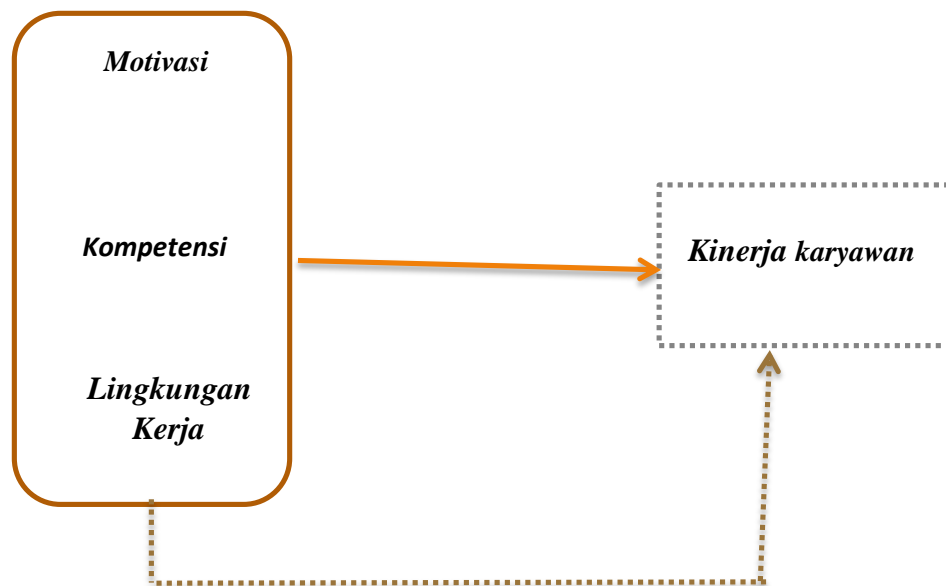 Motivasi
Kompetensi
Kinerja karyawan
Lingkungan
Kerja